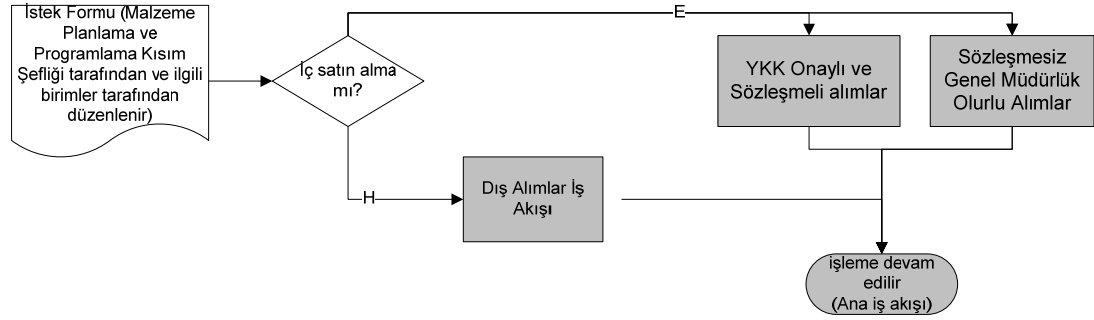 İstek Formu (Malzeme
Planlama ve
Programlama Kısım
Şefliği tarafından ve ilgili
birimler tarafından
düzenlenir)
İç satın alma
mı?
E
YKK Onaylı ve
Sözleşmeli alımlar
Sözleşmesiz
Genel Müdürlük
Olurlu Alımlar
H
Dış Alımlar İş
Akışı
işleme devam
edilir
(Ana iş akışı)